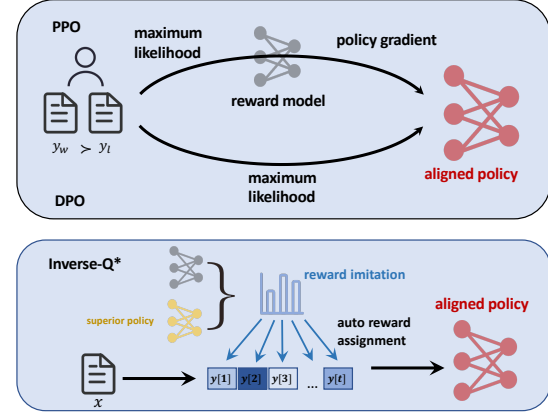 PPO
maximum
likelihood
policy gradient
reward model
y_w ≻ y_l
aligned policy
maximum
likelihood
DPO
Inverse-Q*
reward imitation
superior policy
aligned policy
auto reward
assignment
y[1] y[2] y[3] ... y[t]
x